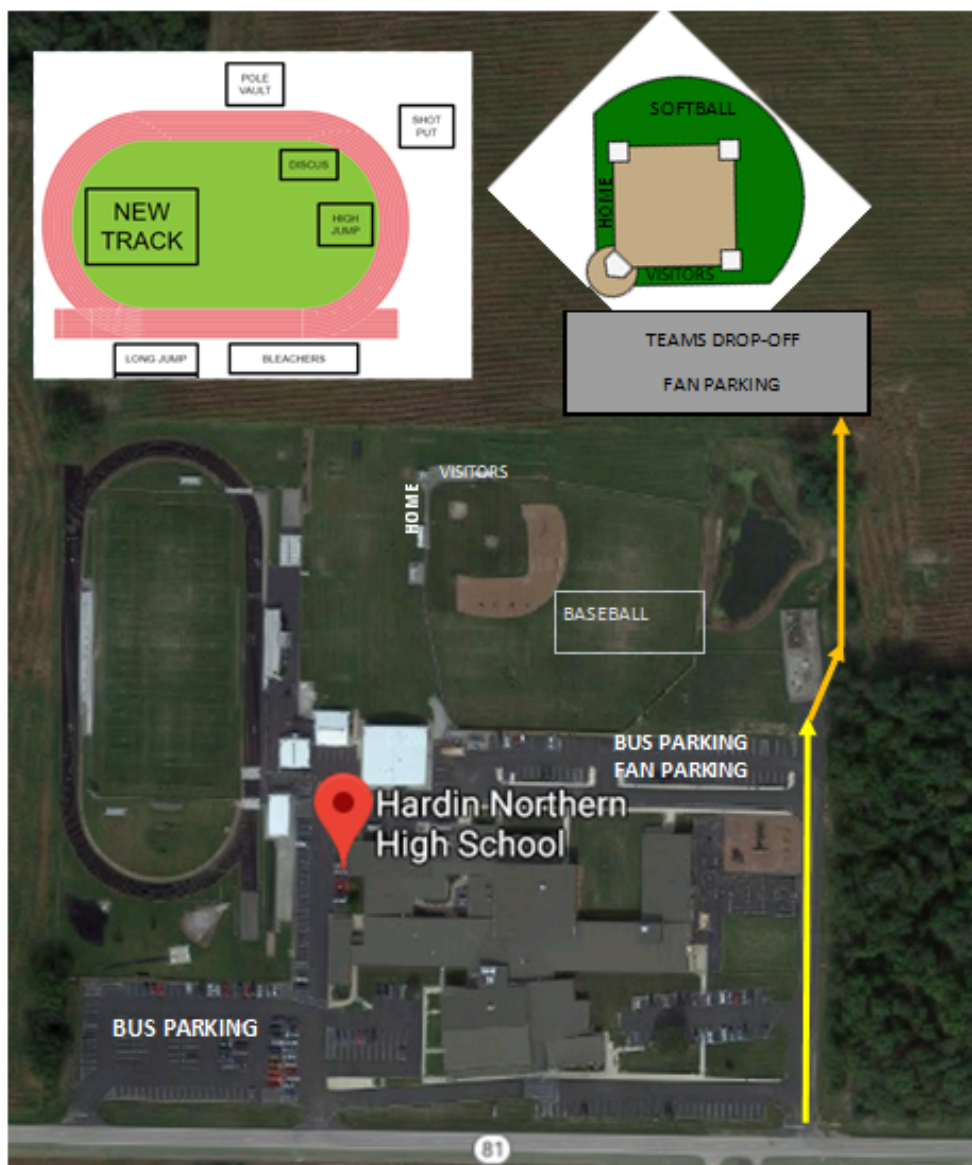 POLE
VAULT
SHOT
PUT
DISCUS
NEW
TRACK
HIGH
JUMP
LONG JUMP
BLEACHERS
SOFTBALL
HOME
VISITORS
TEAMS DROP-OFF
FAN PARKING
VISITORS
HOME
BASEBALL
BUS PARKING
FAN PARKING
Hardin Northern
High School
BUS PARKING
81